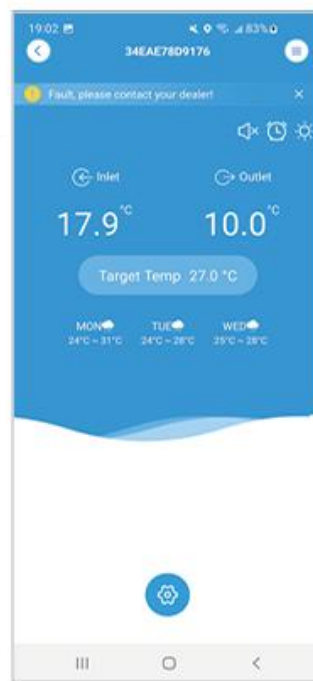 19:02 83%
34EAE78D9176
Fault, please contact your dealer!
Inlet Outlet
17.9 °C 10.0 °C
Target Temp 27.0 °C
MON TUE WED
24°C ~ 31°C 24°C ~ 28°C 25°C ~ 28°C